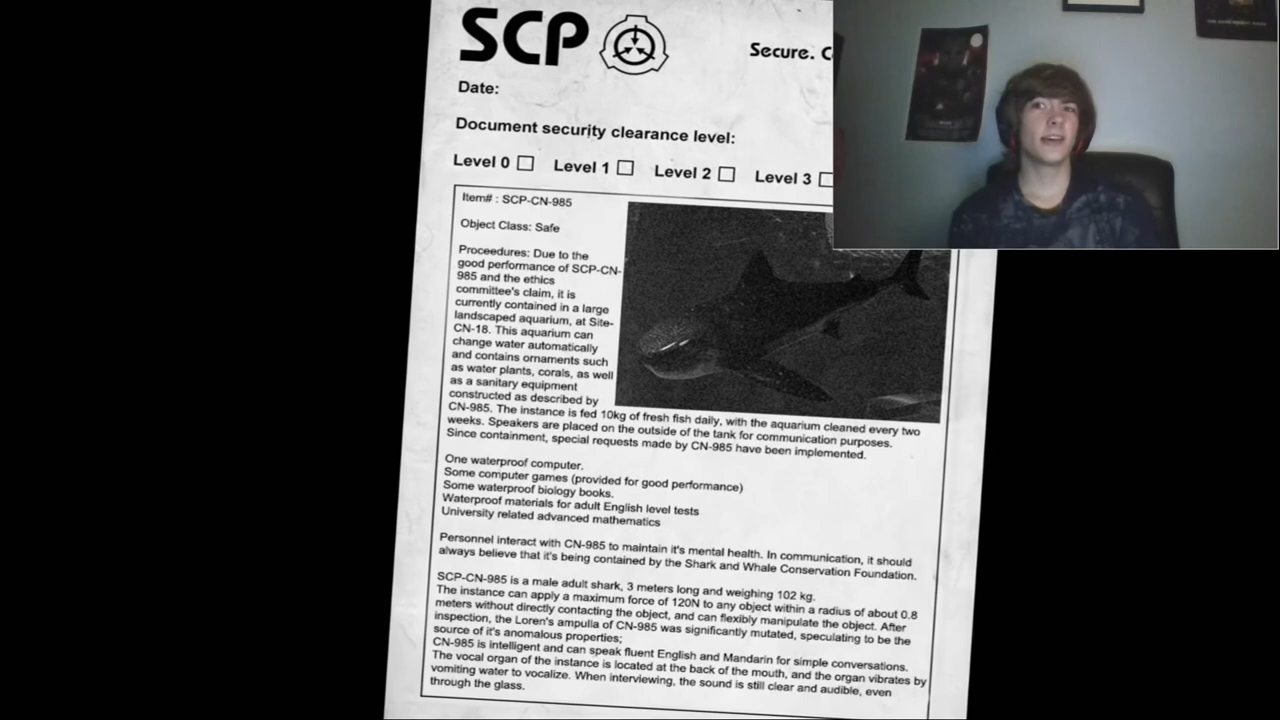 SCP
Secure. C
Date:
Document security clearance level:
Level 0 Level 1 Level 2 Level 3
Item# : SCP-CN-985
Object Class: Safe
Proceedures: Due to the
good performance of SCP-CN-
985 and the ethics
committee's claim, it is
currently contained in a large
landscaped aquarium, at Site-
CN-18. This aquarium can
change water automatically
and contains ornaments such
as water plants, corals, as well
as a sanitary equipment
constructed as described by
CN-985. The instance is fed 10kg of fresh fish daily, with the aquarium cleaned every two
weeks. Speakers are placed on the outside of the tank for communication purposes.
Since containment, special requests made by CN-985 have been implemented.
One waterproof computer.
Some computer games (provided for good performance)
Some waterproof biology books.
Waterproof materials for adult English level tests
University related advanced mathematics
Personnel interact with CN-985 to maintain it's mental health. In communication, it should
always believe that it's being contained by the Shark and Whale Conservation Foundation.
SCP-CN-985 is a male adult shark, 3 meters long and weighing 102 kg.
The instance can apply a maximum force of 120N to any object within a radius of about 0.8
meters without directly contacting the object, and can flexibly manipulate the object. After
inspection, the Loren's ampulla of CN-985 was significantly mutated, speculating to be the
source of it's anomalous properties;
CN-985 is intelligent and can speak fluent English and Mandarin for simple conversations.
The vocal organ of the instance is located at the back of the mouth, and the organ vibrates by
vomiting water to vocalize. When interviewing, the sound is still clear and audible, even
through the glass.